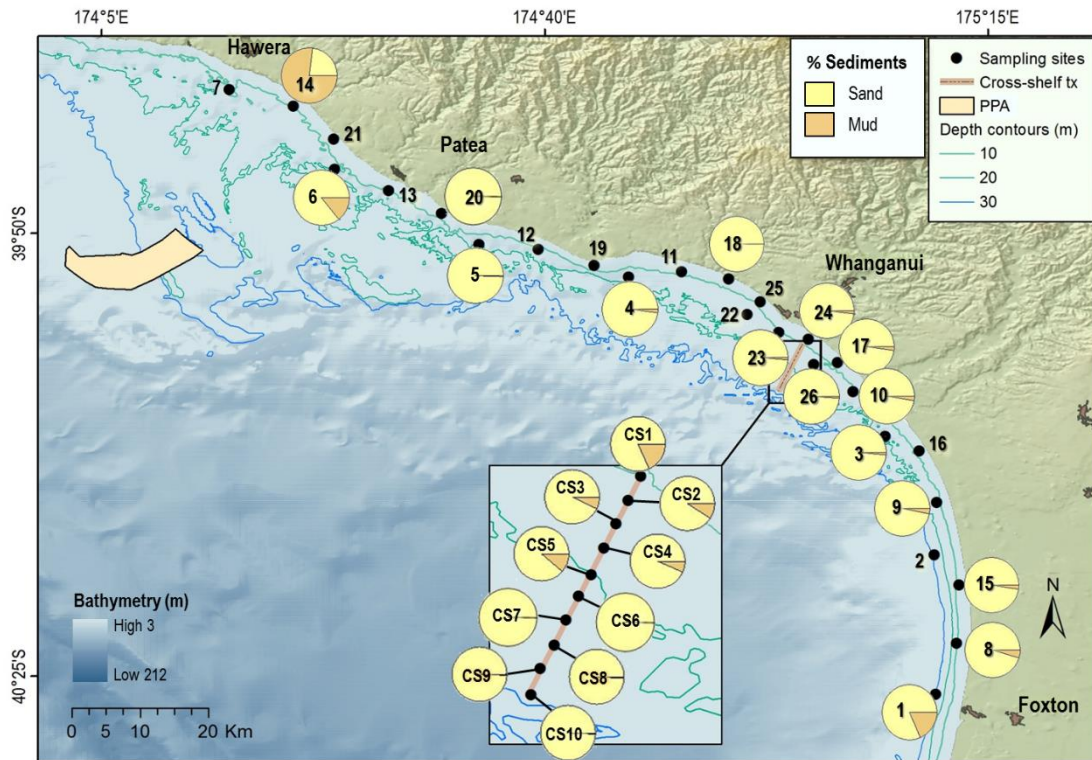 174°5'E
174°40'E
175°15'E
39°50'S
40°25'S
Hawera
Patea
Whanganui
Foxton
% Sediments
Sand
Mud
Sampling sites
Cross-shelf tx
PPA
Depth contours (m)
10
20
30
7
14
21
6
13
20
5
12
19
4
11
18
25
22
24
23
17
26
10
3
16
9
2
15
8
1
CS1
CS3
CS2
CS5
CS4
CS7
CS6
CS9
CS8
CS10
Bathymetry (m)
High 3
Low 212
0 5 10 20 Km
N